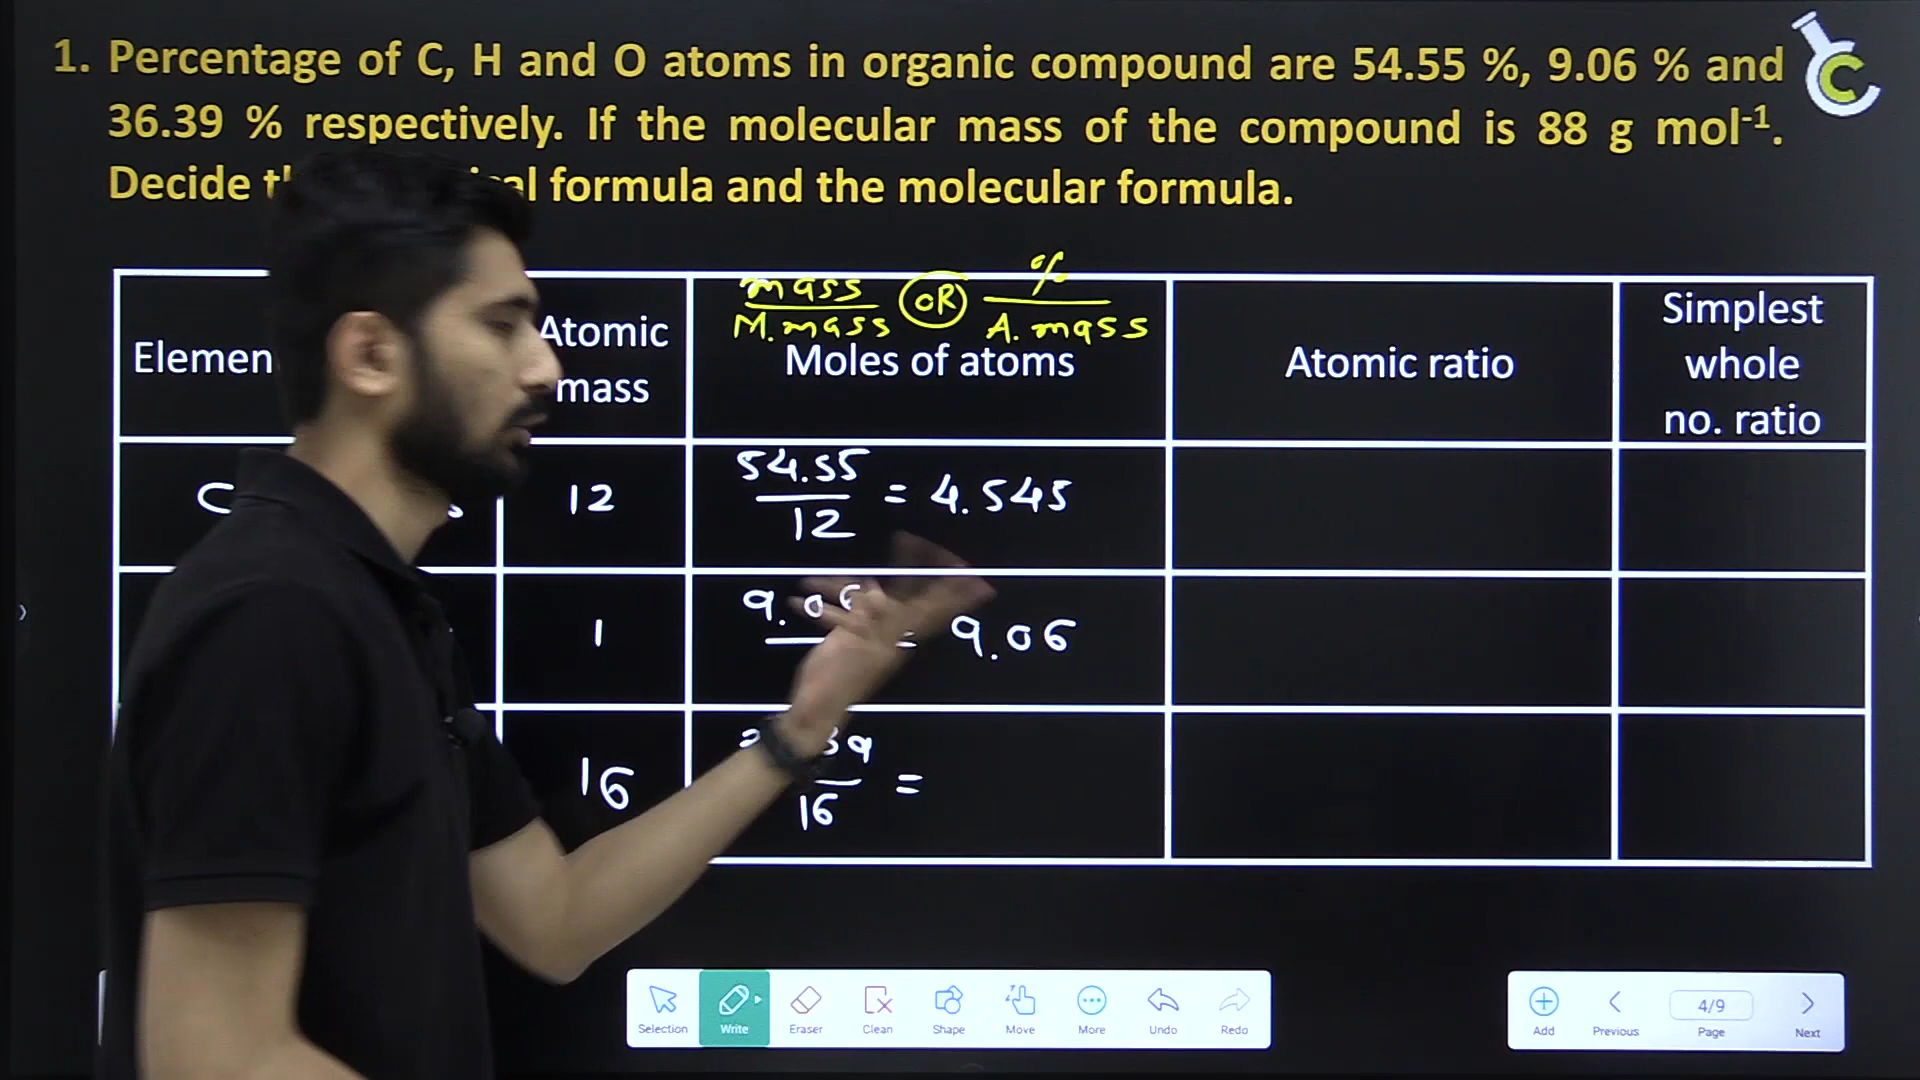 1. Percentage of C, H and O atoms in organic compound are 54.55 %, 9.06 % and
36.39 % respectively. If the molecular mass of the compound is 88 g mol⁻¹.
Decide formula and the molecular formula.
mass OR %
M. mass A. mass
Atomic mass
Moles of atoms
Atomic ratio
Simplest whole no. ratio
C 12 54.55 / 12 = 4.545
1 = 9.06
16 16 =
Selection Write Eraser Clean Shape Move More Undo Redo
Add Previous 4/9 Page Next